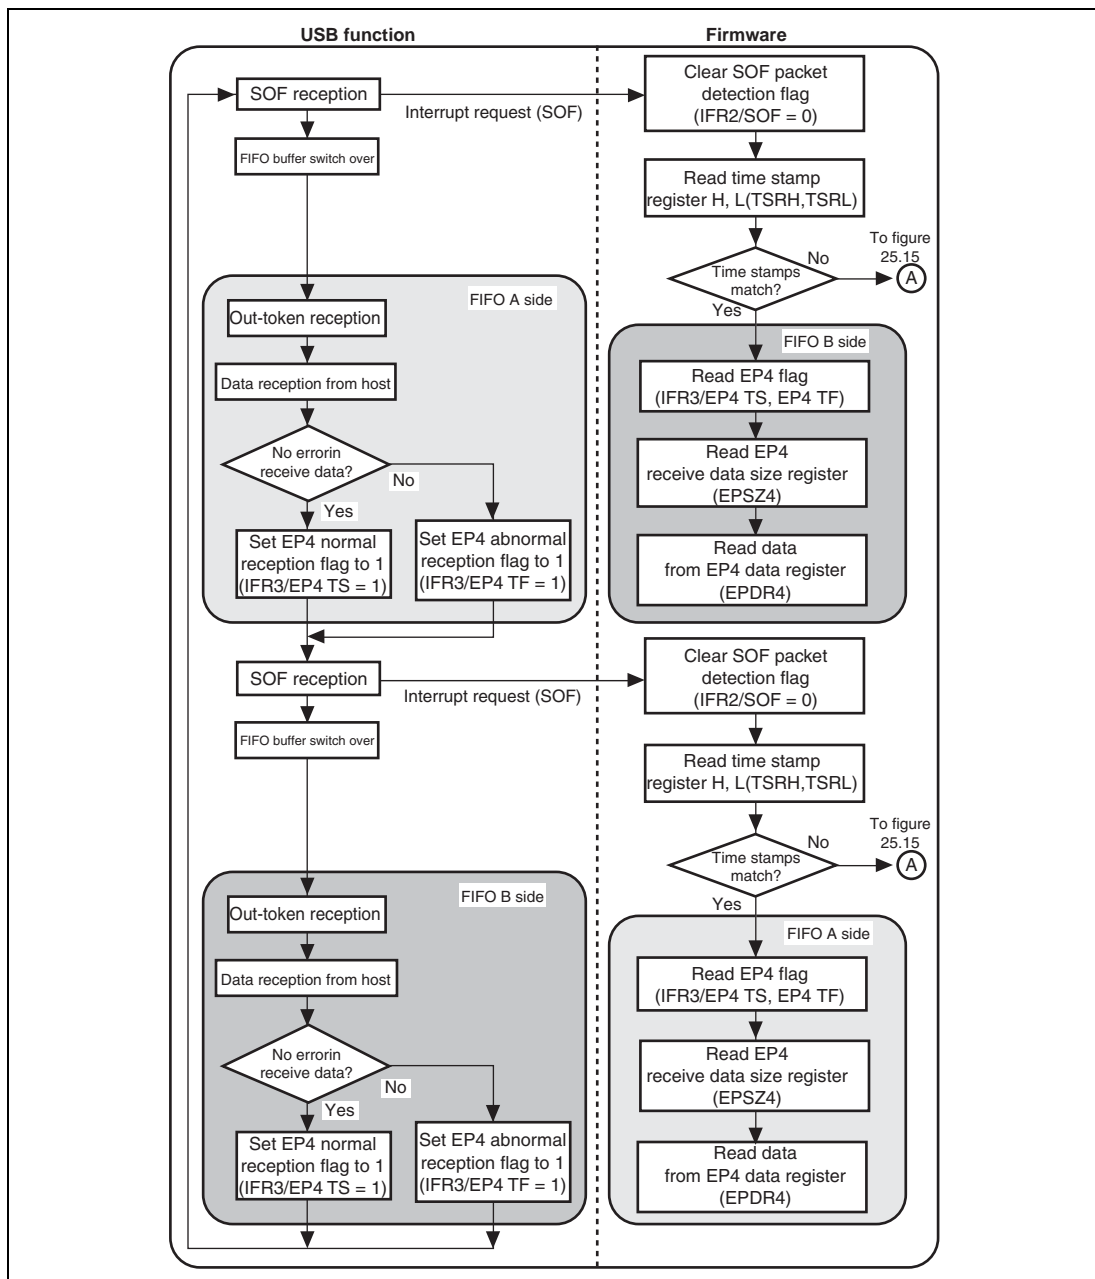 USB function
Firmware
SOF reception
Interrupt request (SOF)
FIFO buffer switch over
Clear SOF packet
detection flag
(IFR2/SOF = 0)
Read time stamp
register H, L(TSRH,TSRL)
Time stamps
match?
No
To figure
25.15
A
Yes
FIFO A side
Out-token reception
Data reception from host
No errorin
receive data?
No
Yes
Set EP4 normal
reception flag to 1
(IFR3/EP4 TS = 1)
Set EP4 abnormal
reception flag to 1
(IFR3/EP4 TF = 1)
FIFO B side
Read EP4 flag
(IFR3/EP4 TS, EP4 TF)
Read EP4
receive data size register
(EPSZ4)
Read data
from EP4 data register
(EPDR4)
SOF reception
Interrupt request (SOF)
FIFO buffer switch over
Clear SOF packet
detection flag
(IFR2/SOF = 0)
Read time stamp
register H, L(TSRH,TSRL)
Time stamps
match?
No
To figure
25.15
A
Yes
FIFO B side
Out-token reception
Data reception from host
No errorin
receive data?
No
Yes
Set EP4 normal
reception flag to 1
(IFR3/EP4 TS = 1)
Set EP4 abnormal
reception flag to 1
(IFR3/EP4 TF = 1)
FIFO A side
Read EP4 flag
(IFR3/EP4 TS, EP4 TF)
Read EP4
receive data size register
(EPSZ4)
Read data
from EP4 data register
(EPDR4)